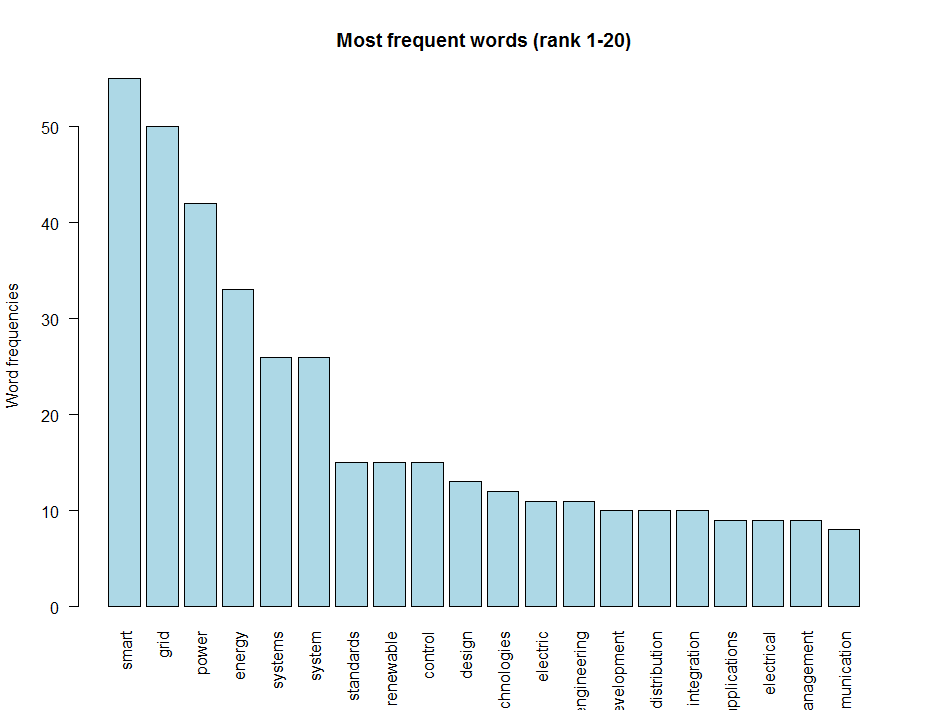 Most frequent words (rank 1-20)
Word frequencies
50
40
30
20
10
0
smart
grid
power
energy
systems
system
standards
renewable
control
design
chnologies
electric
engineering
evelopment
distribution
integration
applications
electrical
anagement
munication